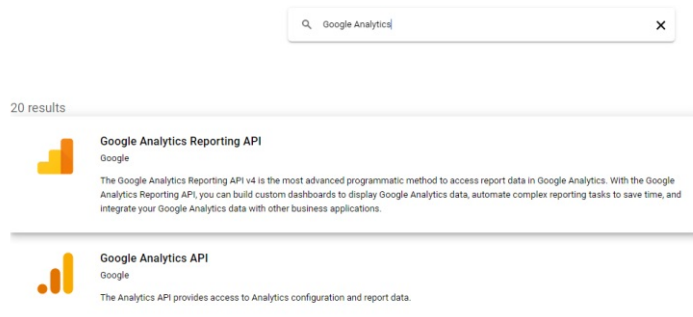 Google Analytics
20 results
Google Analytics Reporting API
Google
The Google Analytics Reporting API v4 is the most advanced programmatic method to access report data in Google Analytics. With the Google
Analytics Reporting API, you can build custom dashboards to display Google Analytics data, automate complex reporting tasks to save time, and
integrate your Google Analytics data with other business applications.
Google Analytics API
Google
The Analytics API provides access to Analytics configuration and report data.